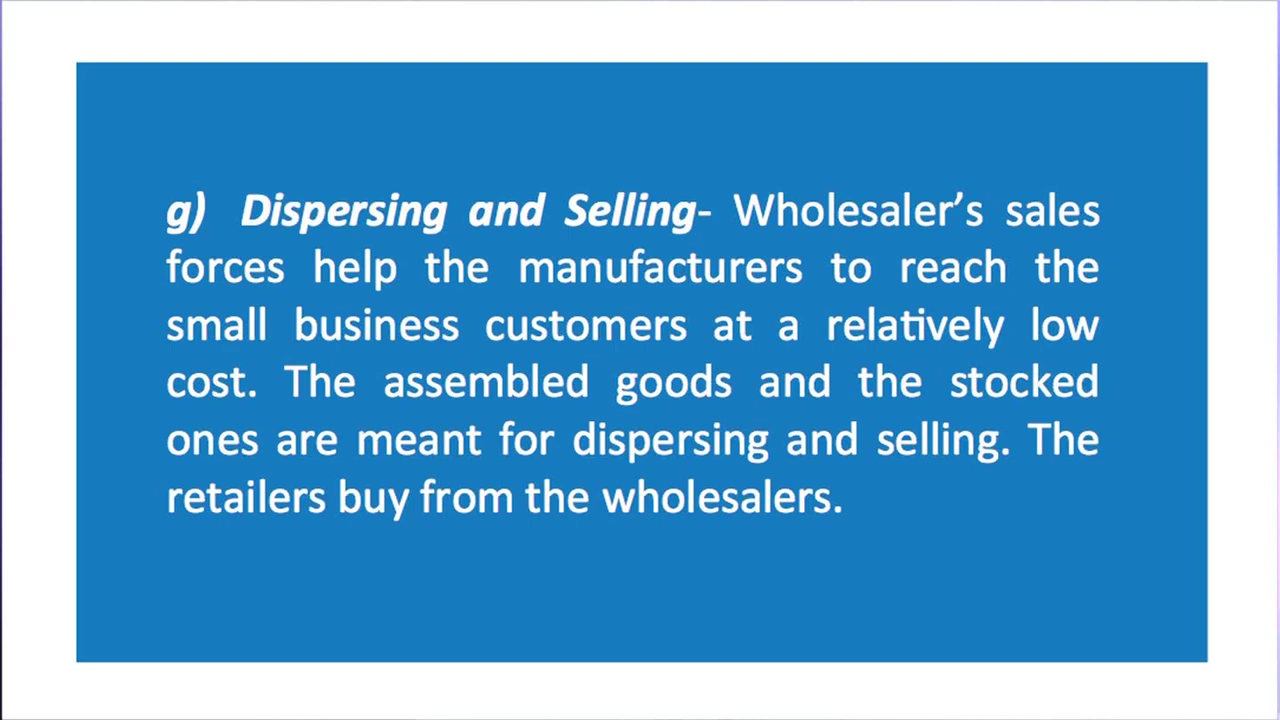 g) Dispersing and Selling- Wholesaler’s sales
forces help the manufacturers to reach the
small business customers at a relatively low
cost. The assembled goods and the stocked
ones are meant for dispersing and selling. The
retailers buy from the wholesalers.